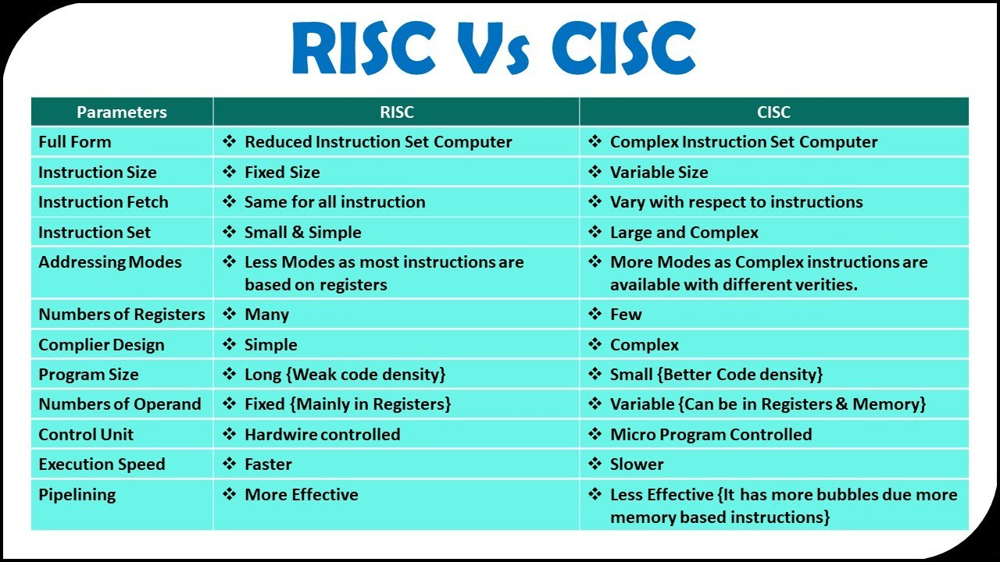 RISC Vs CISC
Parameters RISC CISC
Full Form ❖ Reduced Instruction Set Computer ❖ Complex Instruction Set Computer
Instruction Size ❖ Fixed Size ❖ Variable Size
Instruction Fetch ❖ Same for all instruction ❖ Vary with respect to instructions
Instruction Set ❖ Small & Simple ❖ Large and Complex
Addressing Modes ❖ Less Modes as most instructions are ❖ More Modes as Complex instructions are
based on registers available with different verities.
Numbers of Registers ❖ Many ❖ Few
Complier Design ❖ Simple ❖ Complex
Program Size ❖ Long {Weak code density} ❖ Small {Better Code density}
Numbers of Operand ❖ Fixed {Mainly in Registers} ❖ Variable {Can be in Registers & Memory}
Control Unit ❖ Hardwire controlled ❖ Micro Program Controlled
Execution Speed ❖ Faster ❖ Slower
Pipelining ❖ More Effective ❖ Less Effective {It has more bubbles due more
memory based instructions}